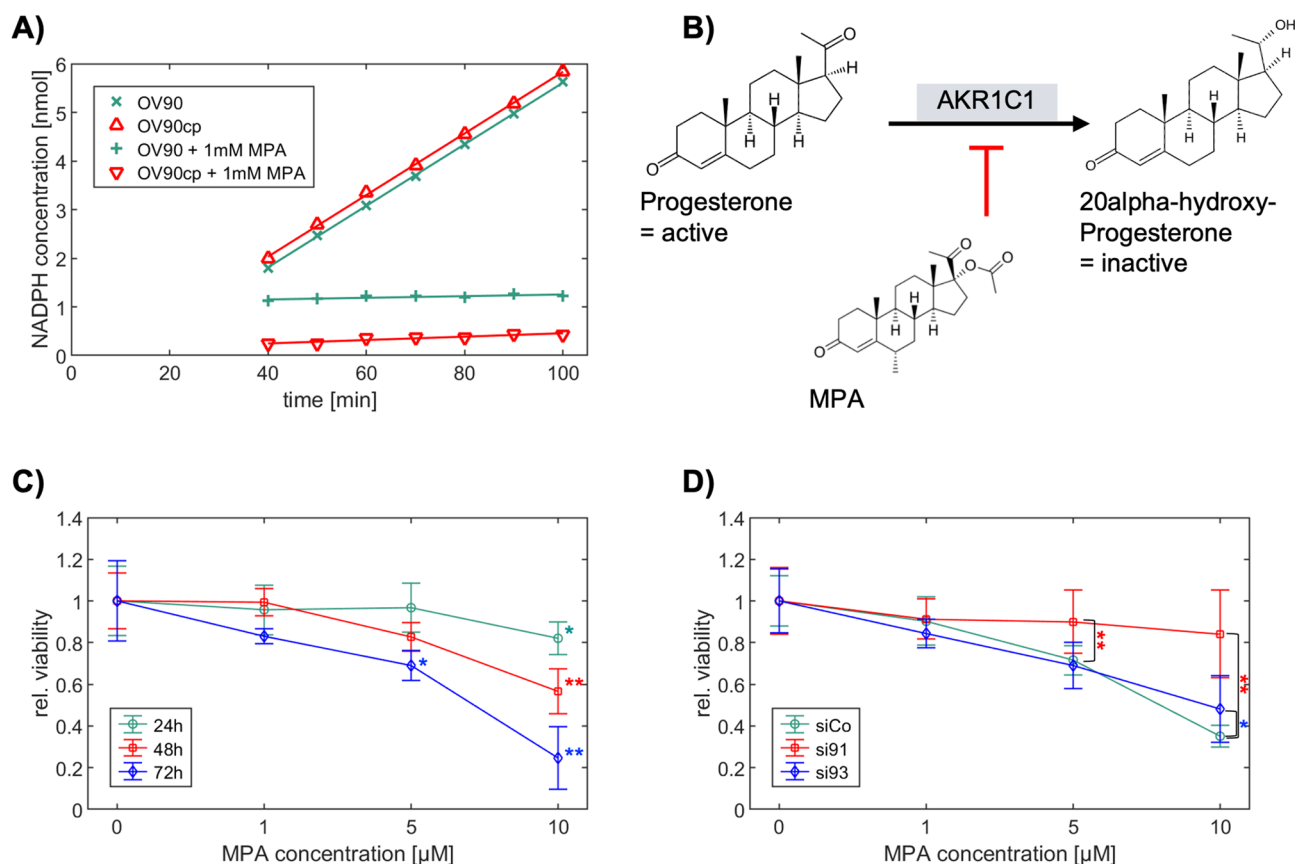 A)
NADPH concentration [nmol]
6
5
4
3
2
1
0
OV90
OV90cp
OV90 + 1mM MPA
OV90cp + 1mM MPA
0
20
40
60
80
100
time [min]
B)
O
H
H
H
H
O
AKR1C1
OH
H
H
H
H
O
Progesterone
= active
20alpha-hydroxy-
Progesterone
= inactive
O
O
O
H
H
H
O
MPA
C)
rel. viability
1.4
1.2
1
0.8
0.6
0.4
0.2
0
*
**
*
**
24h
48h
72h
0
1
5
10
MPA concentration [µM]
D)
rel. viability
1.4
1.2
1
0.8
0.6
0.4
0.2
0
**
**
*
siCo
si91
si93
0
1
5
10
MPA concentration [µM]